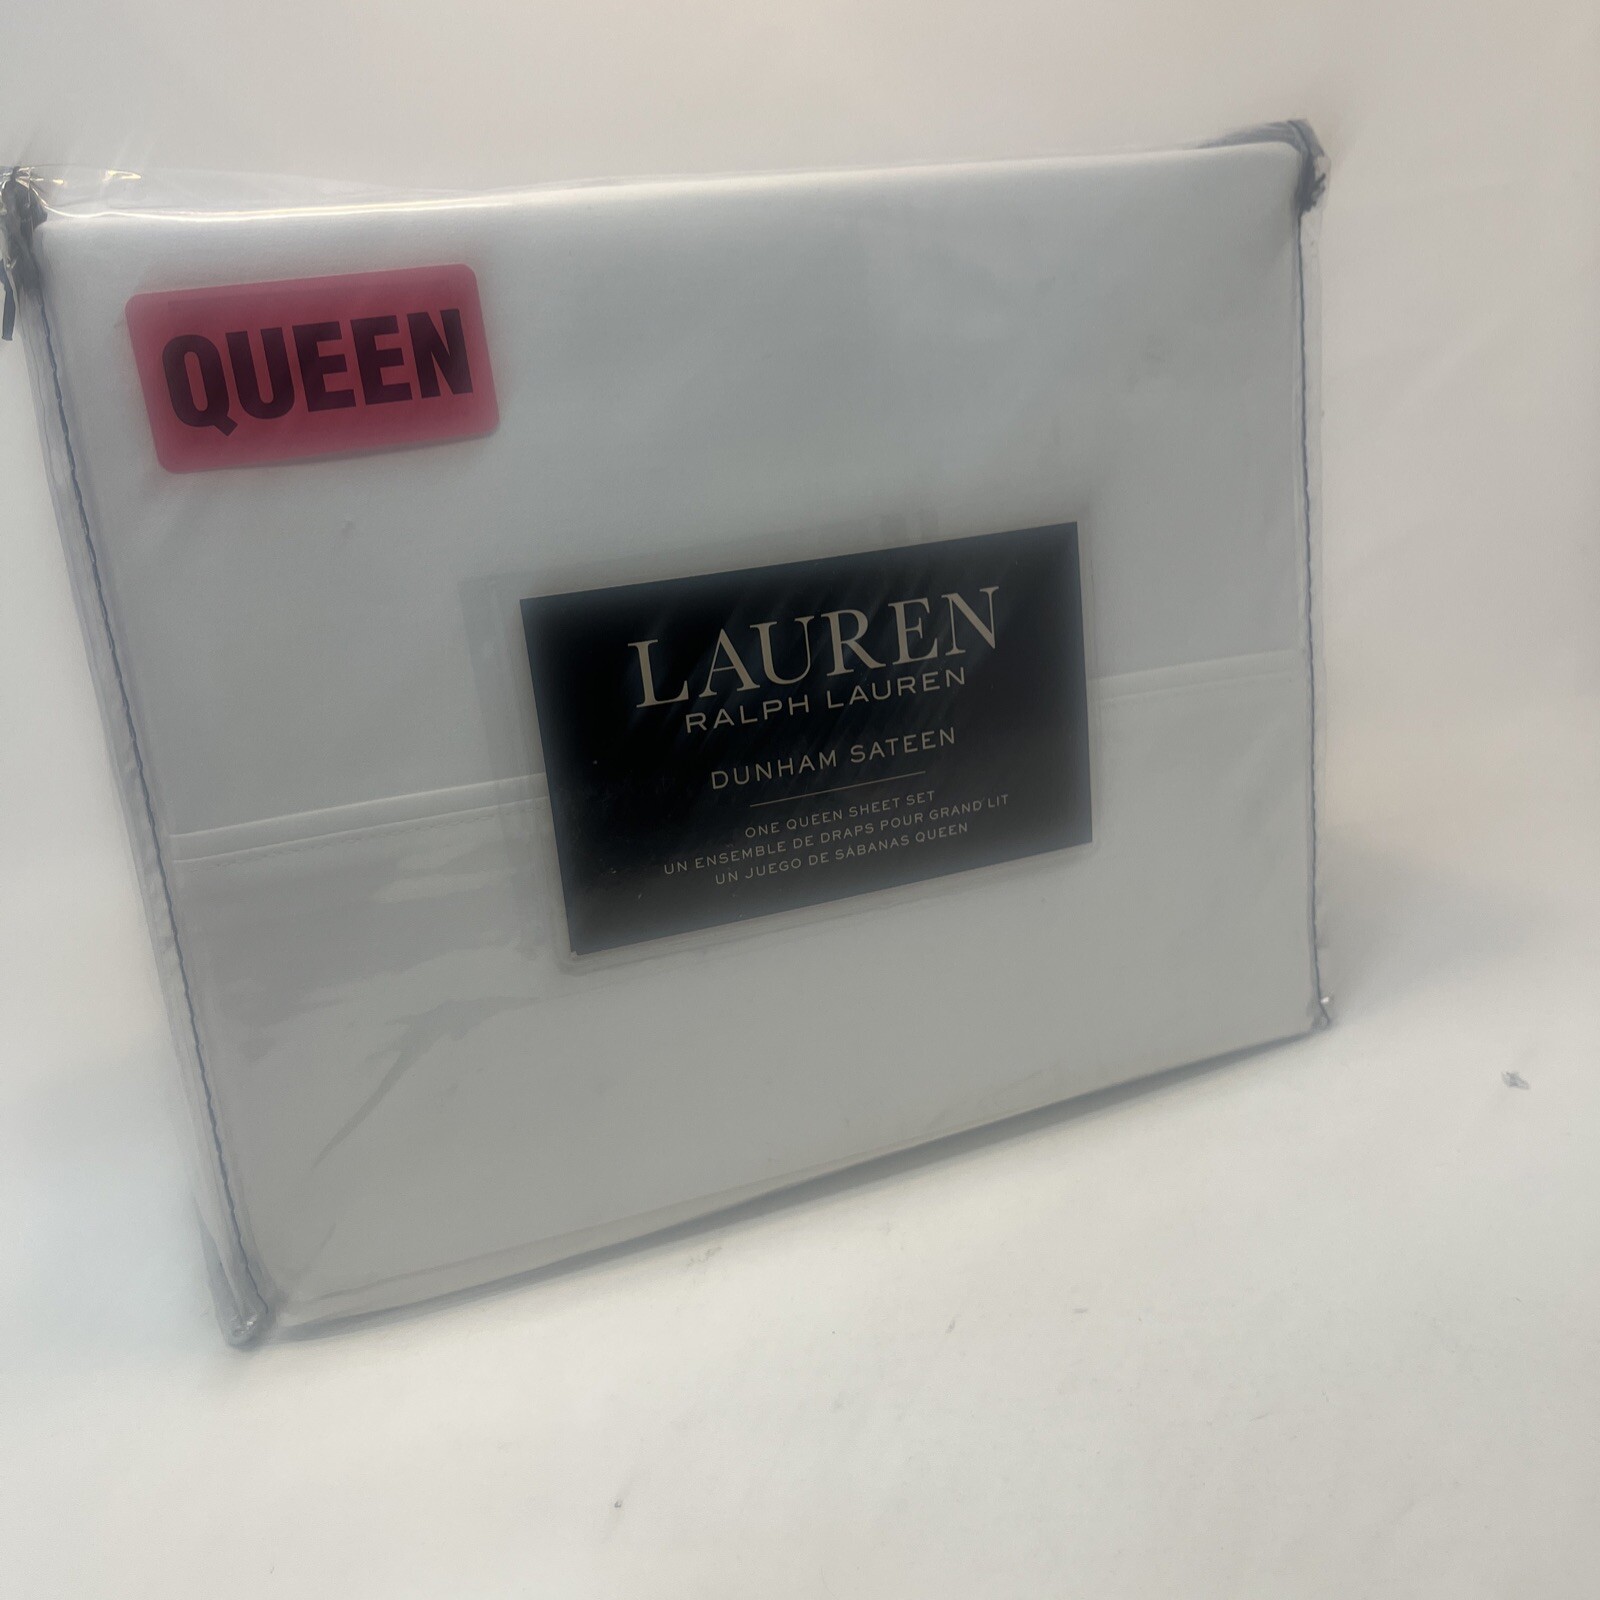 QUEEN
LAUREN
RALPH LAUREN
DUNHAM SATEEN
ONE QUEEN SHEET SET
UN ENSEMBLE DE DRAPS POUR GRAND LIT
UN JUEGO DE SÁBANAS QUEEN